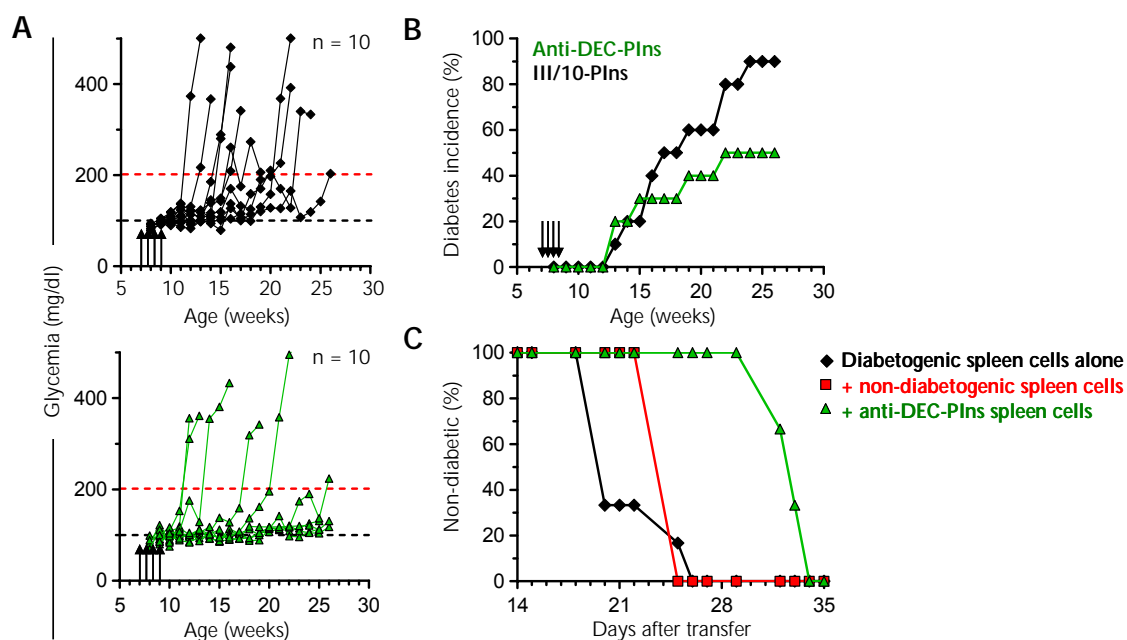 A
Glycemia (mg/dl)
n = 10
400
200
0
5 10 15 20 25 30
Age (weeks)
n = 10
400
200
0
5 10 15 20 25 30
Age (weeks)
B
Diabetes incidence (%)
Anti-DEC-PIns
III/10-PIns
100
80
60
40
20
0
5 10 15 20 25 30
Age (weeks)
C
Non-diabetic (%)
100
80
60
40
20
0
14 21 28 35
Days after transfer
Diabetogenic spleen cells alone
+ non-diabetogenic spleen cells
+ anti-DEC-PIns spleen cells